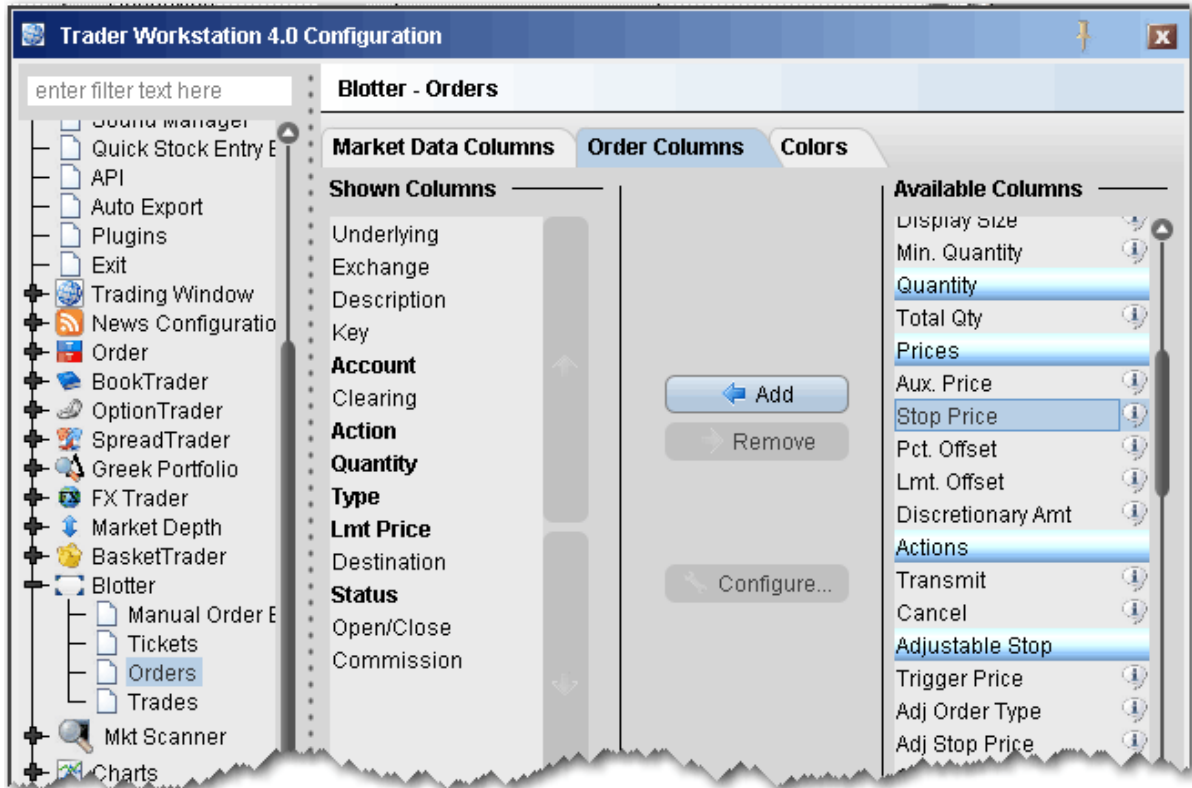 Trader Workstation 4.0 Configuration
enter filter text here
Sound Manager
Quick Stock Entry E
API
Auto Export
Plugins
Exit
Trading Window
News Configuratio
Order
BookTrader
OptionTrader
SpreadTrader
Greek Portfolio
FX Trader
Market Depth
BasketTrader
Blotter
Manual Order E
Tickets
Orders
Trades
Mkt Scanner
Charts
Blotter - Orders
Market Data Columns
Order Columns
Colors
Shown Columns
Underlying
Exchange
Description
Key
Account
Clearing
Action
Quantity
Type
Lmt Price
Destination
Status
Open/Close
Commission
Add
Remove
Configure...
Available Columns
Display Size
Min. Quantity
Quantity
Total Qty
Prices
Aux. Price
Stop Price
Pct. Offset
Lmt. Offset
Discretionary Amt
Actions
Transmit
Cancel
Adjustable Stop
Trigger Price
Adj Order Type
Adj Stop Price